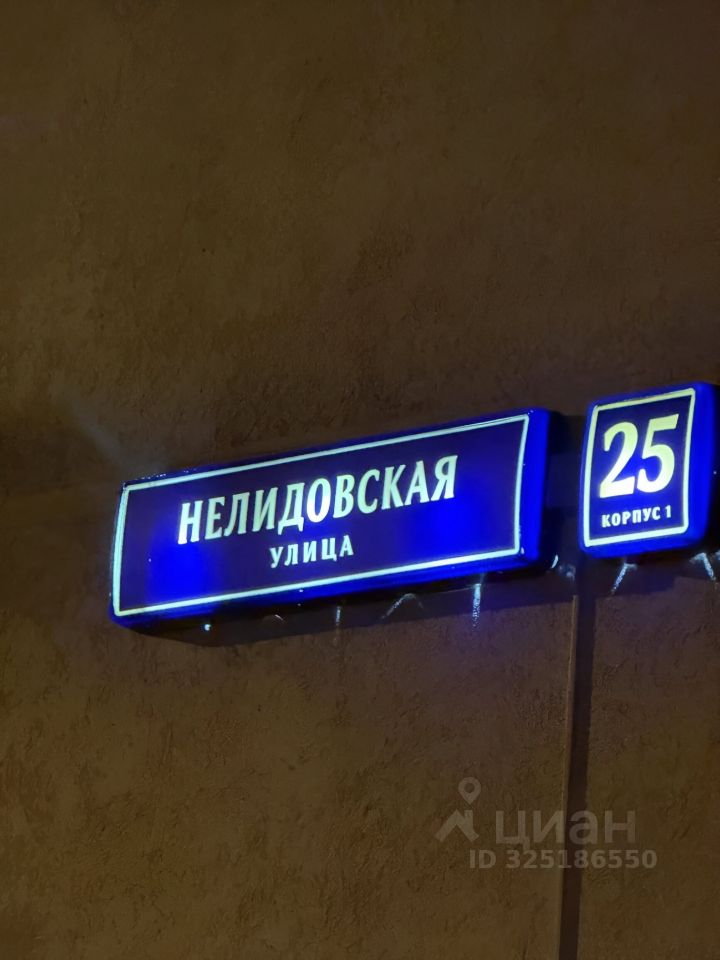 НЕЛИДОВСКАЯ
УЛИЦА
25
КОРПУС 1
циан
ID 325186550